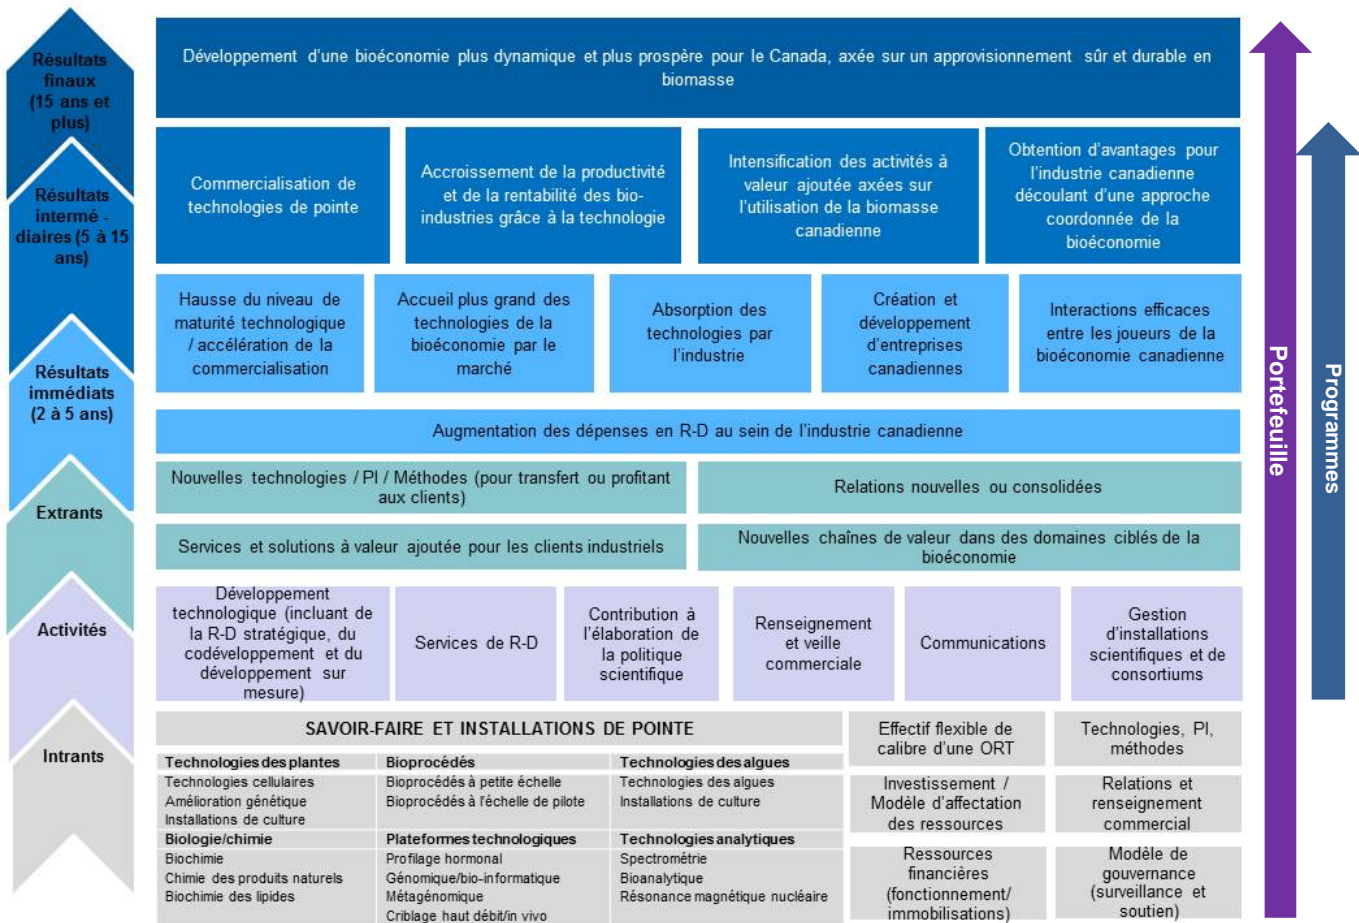 Résultats
finaux
(15 ans et
plus)
Développement d'une bioéconomie plus dynamique et plus prospère pour le Canada, axée sur un approvisionnement sûr et durable en
biomasse
Résultats
intermé -
diaires (5 à 15
ans)
Commercialisation de
technologies de pointe
Accroissement de la productivité
et de la rentabilité des bio-
industries grâce à la technologie
Intensification des activités à
valeur ajoutée axées sur
l'utilisation de la biomasse
canadienne
Obtention d'avantages pour
l'industrie canadienne
découlant d'une approche
coordonnée de la
bioéconomie
Résultats
immédiats
(2 à 5 ans)
Hausse du niveau de
maturité technologique
/ accélération de la
commercialisation
Accueil plus grand des
technologies de la
bioéconomie par le
marché
Absorption des
technologies par
l'industrie
Création et
développement
d'entreprises
canadiennes
Interactions efficaces
entre les joueurs de la
bioéconomie canadienne
Augmentation des dépenses en R-D au sein de l'industrie canadienne
Extrants
Nouvelles technologies / PI / Méthodes (pour transfert ou profitant
aux clients)
Relations nouvelles ou consolidées
Services et solutions à valeur ajoutée pour les clients industriels
Nouvelles chaînes de valeur dans des domaines ciblés de la
bioéconomie
Activités
Développement
technologique (incluant de
la R-D stratégique, du
codéveloppement et du
développement sur
mesure)
Services de R-D
Contribution à
l'élaboration de
la politique
scientifique
Renseignement
et veille
commerciale
Communications
Gestion
d'installations
scientifiques et de
consortiums
Intrants
SAVOIR-FAIRE ET INSTALLATIONS DE POINTE
Technologies des plantes
Technologies cellulaires
Amélioration génétique
Installations de culture
Bioprocédés
Bioprocédés à petite échelle
Bioprocédés à l'échelle de pilote
Technologies des algues
Technologies des algues
Installations de culture
Biologie/chimie
Biochimie
Chimie des produits naturels
Biochimie des lipides
Plateformes technologiques
Profilage hormonal
Génomique/bio-informatique
Métagénomique
Criblage haut débit/in vivo
Technologies analytiques
Spectrométrie
Bioanalytique
Résonance magnétique nucléaire
Effectif flexible de
calibre d'une ORT
Technologies, PI,
méthodes
Investissement /
Modèle d'affectation
des ressources
Relations et
renseignement
commercial
Ressources
financières
(fonctionnement/
immobilisations)
Modèle de
gouvernance
(surveillance et
soutien)
Portefeuille
Programmes